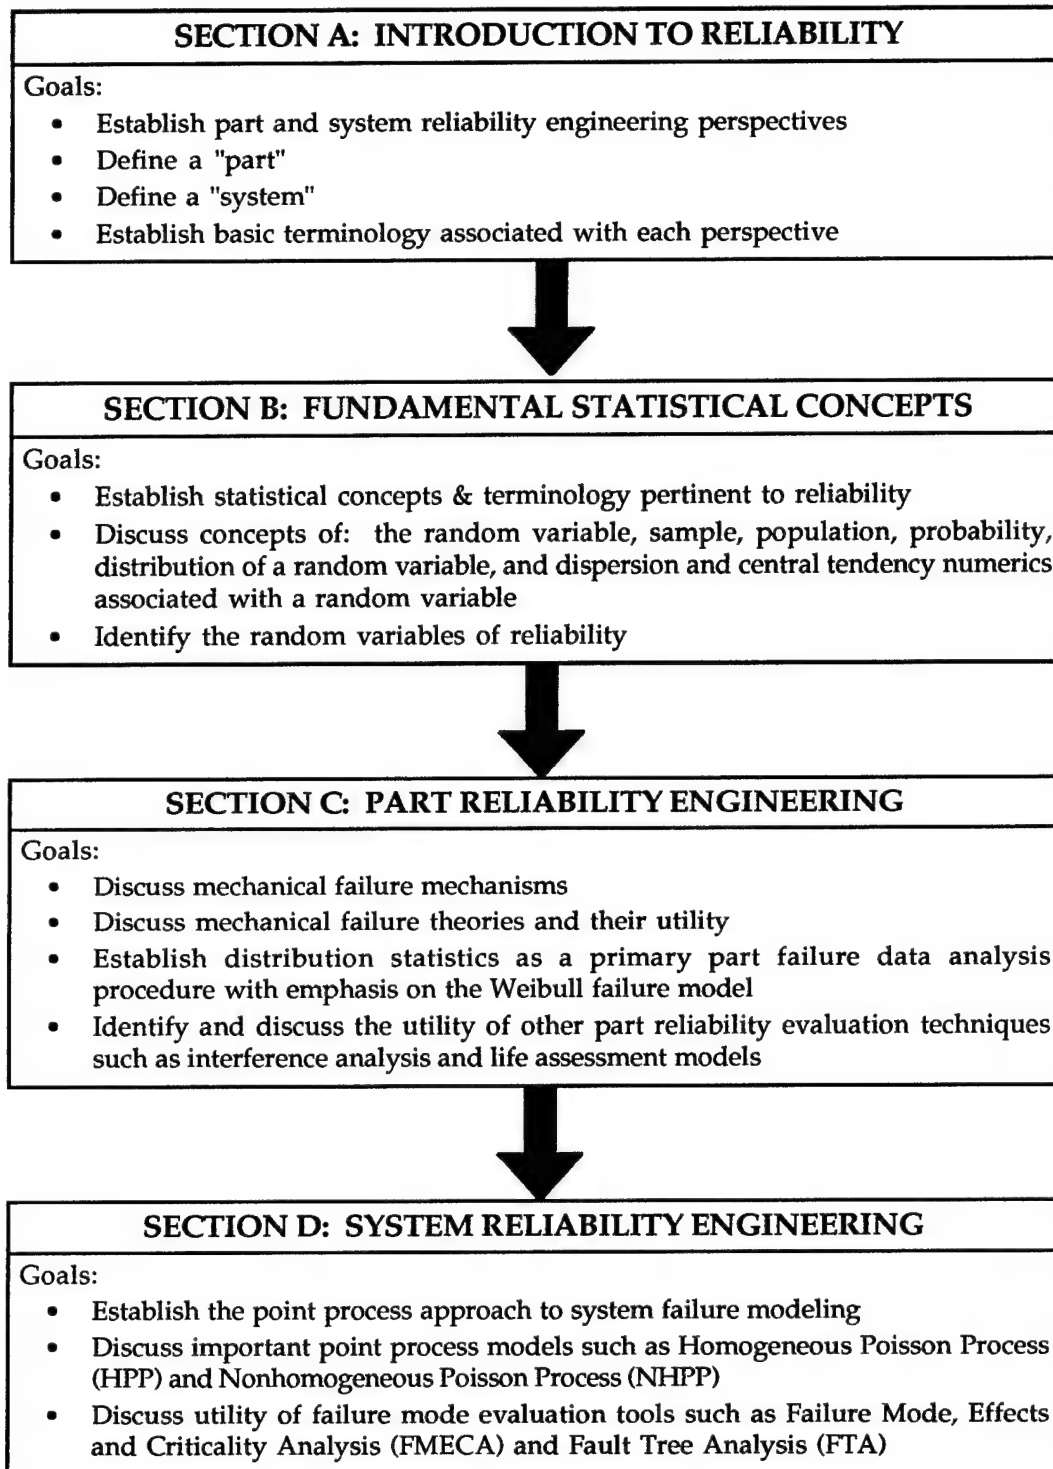 SECTION A: INTRODUCTION TO RELIABILITY
Goals:
• Establish part and system reliability engineering perspectives
• Define a "part"
• Define a "system"
• Establish basic terminology associated with each perspective
SECTION B: FUNDAMENTAL STATISTICAL CONCEPTS
Goals:
• Establish statistical concepts & terminology pertinent to reliability
• Discuss concepts of: the random variable, sample, population, probability,
distribution of a random variable, and dispersion and central tendency numerics
associated with a random variable
• Identify the random variables of reliability
SECTION C: PART RELIABILITY ENGINEERING
Goals:
• Discuss mechanical failure mechanisms
• Discuss mechanical failure theories and their utility
• Establish distribution statistics as a primary part failure data analysis
procedure with emphasis on the Weibull failure model
• Identify and discuss the utility of other part reliability evaluation techniques
such as interference analysis and life assessment models
SECTION D: SYSTEM RELIABILITY ENGINEERING
Goals:
• Establish the point process approach to system failure modeling
• Discuss important point process models such as Homogeneous Poisson Process
(HPP) and Nonhomogeneous Poisson Process (NHPP)
• Discuss utility of failure mode evaluation tools such as Failure Mode, Effects
and Criticality Analysis (FMECA) and Fault Tree Analysis (FTA)